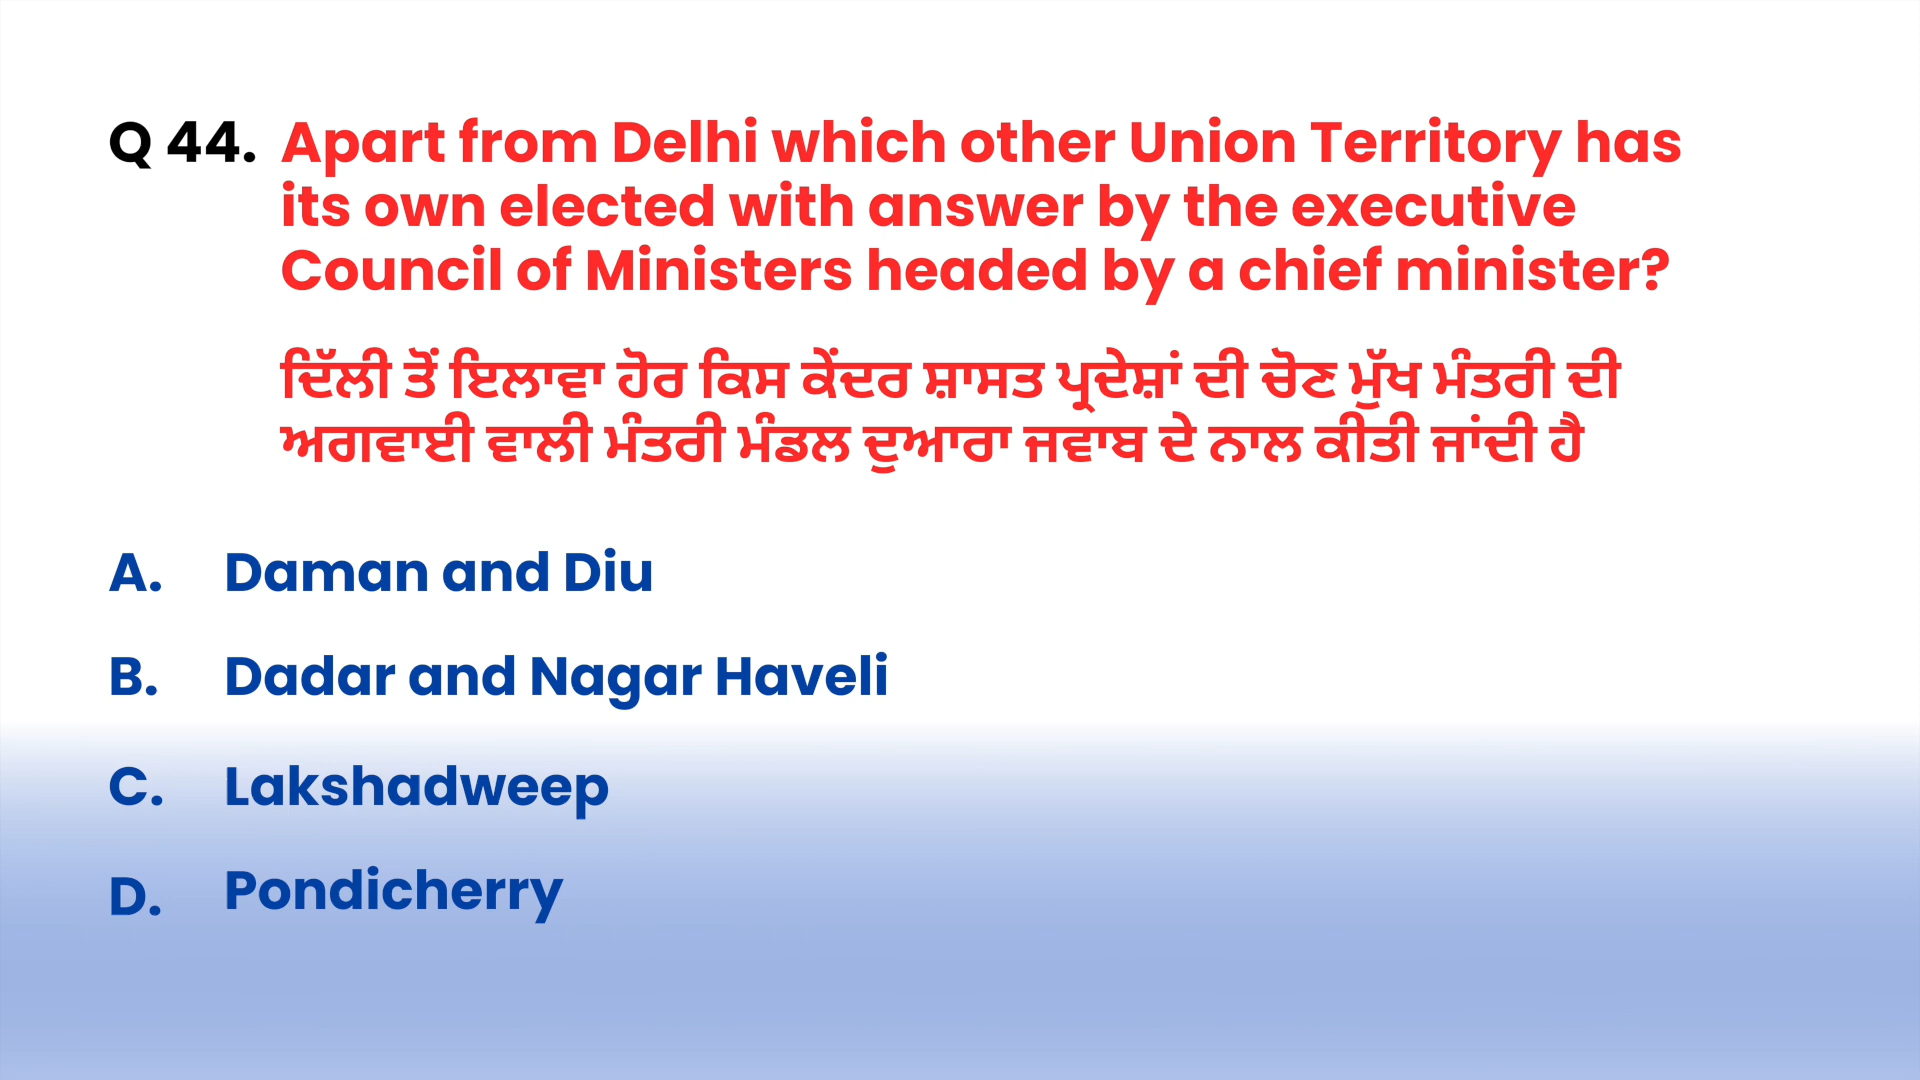 Q 44. Apart from Delhi which other Union Territory has
its own elected with answer by the executive
Council of Ministers headed by a chief minister?
ਦਿੱਲੀ ਤੋਂ ਇਲਾਵਾ ਹੋਰ ਕਿਸ ਕੇਂਦਰ ਸ਼ਾਸਤ ਪ੍ਰਦੇਸ਼ਾਂ ਦੀ ਚੋਣ ਮੁੱਖ ਮੰਤਰੀ ਦੀ
ਅਗਵਾਈ ਵਾਲੀ ਮੰਤਰੀ ਮੰਡਲ ਦੁਆਰਾ ਜਵਾਬ ਦੇ ਨਾਲ ਕੀਤੀ ਜਾਂਦੀ ਹੈ
A. Daman and Diu
B. Dadar and Nagar Haveli
C. Lakshadweep
D. Pondicherry